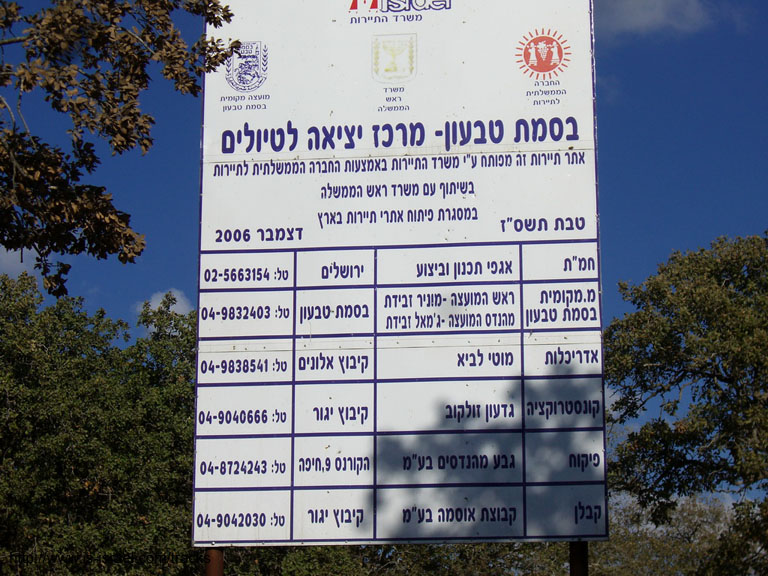 israel
משרד התיירות
החברה
הממשלתית
לתיירות
משרד
ראש
הממשלה
מועצה מקומית
בסמת טבעון
בסמת טבעון- מרכז יציאה לטיולים
אתר תיירות זה מפותח ע"י משרד התיירות באמצעות החברה הממשלתית לתיירות
בשיתוף עם משרד ראש הממשלה
במסגרת פיתוח אתרי תיירות בארץ
טבת תשס"ז דצמבר 2006
חמ"ת אגפי תכנון וביצוע ירושלים טל: 02-5663154
מ.מקומית בסמת טבעון ראש המועצה -מוניר זבידת מהנדס המועצה -ג'מאל זבידת בסמת טבעון טל: 04-9832403
אדריכלות מוטי לביא קיבוץ אלונים טל: 04-9838541
קונסטרוקציה גדעון זולקוב קיבוץ יגור טל: 04-9040666
פיקוח גבע מהנדסים בע"מ הקורנס 9,חיפה טל: 04-8724243
קבלן קבוצת אוסמה בע"מ קיבוץ יגור טל: 04-9042030